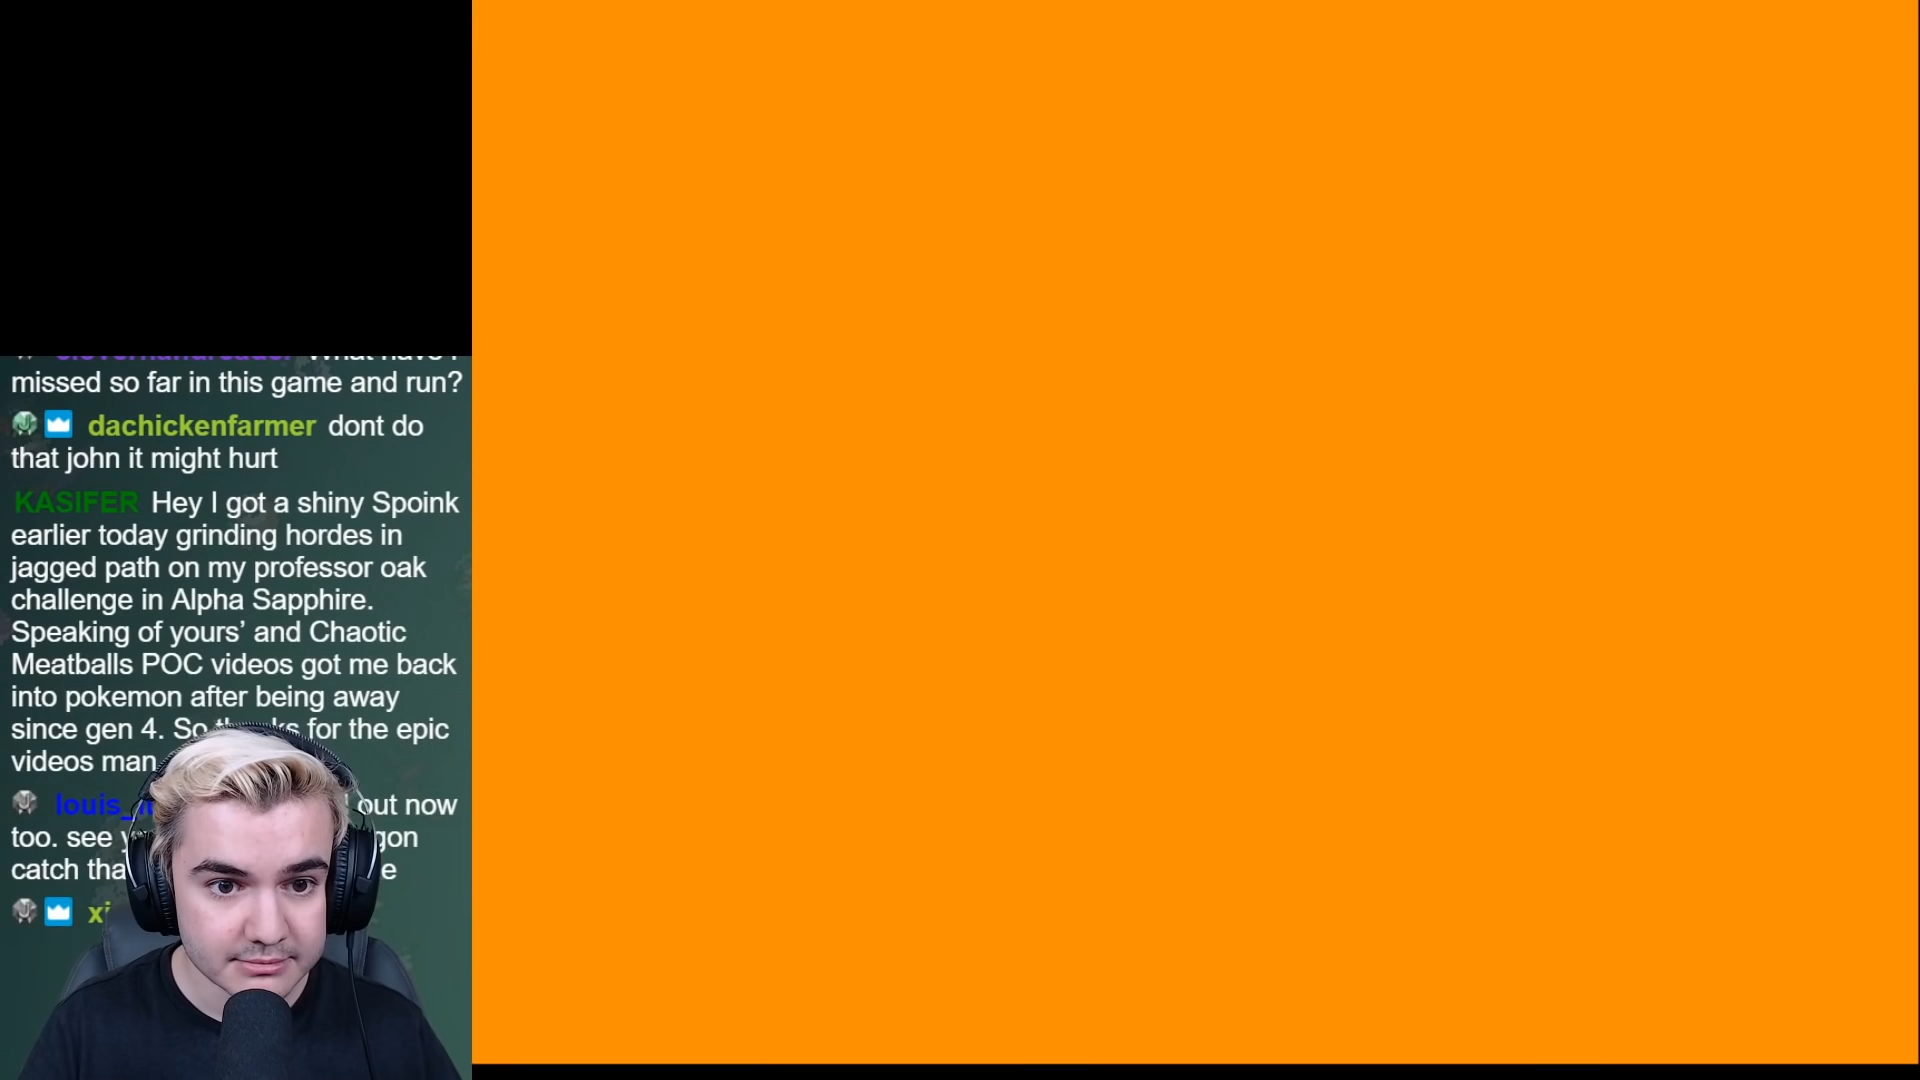 missed so far in this game and run?
dachickenfarmer dont do
that john it might hurt
KASIFER Hey I got a shiny Spoink
earlier today grinding hordes in
jagged path on my professor oak
challenge in Alpha Sapphire.
Speaking of yours’ and Chaotic
Meatballs POC videos got me back
into pokemon after being away
since gen 4. So for the epic
videos man
out now
too. see
catch